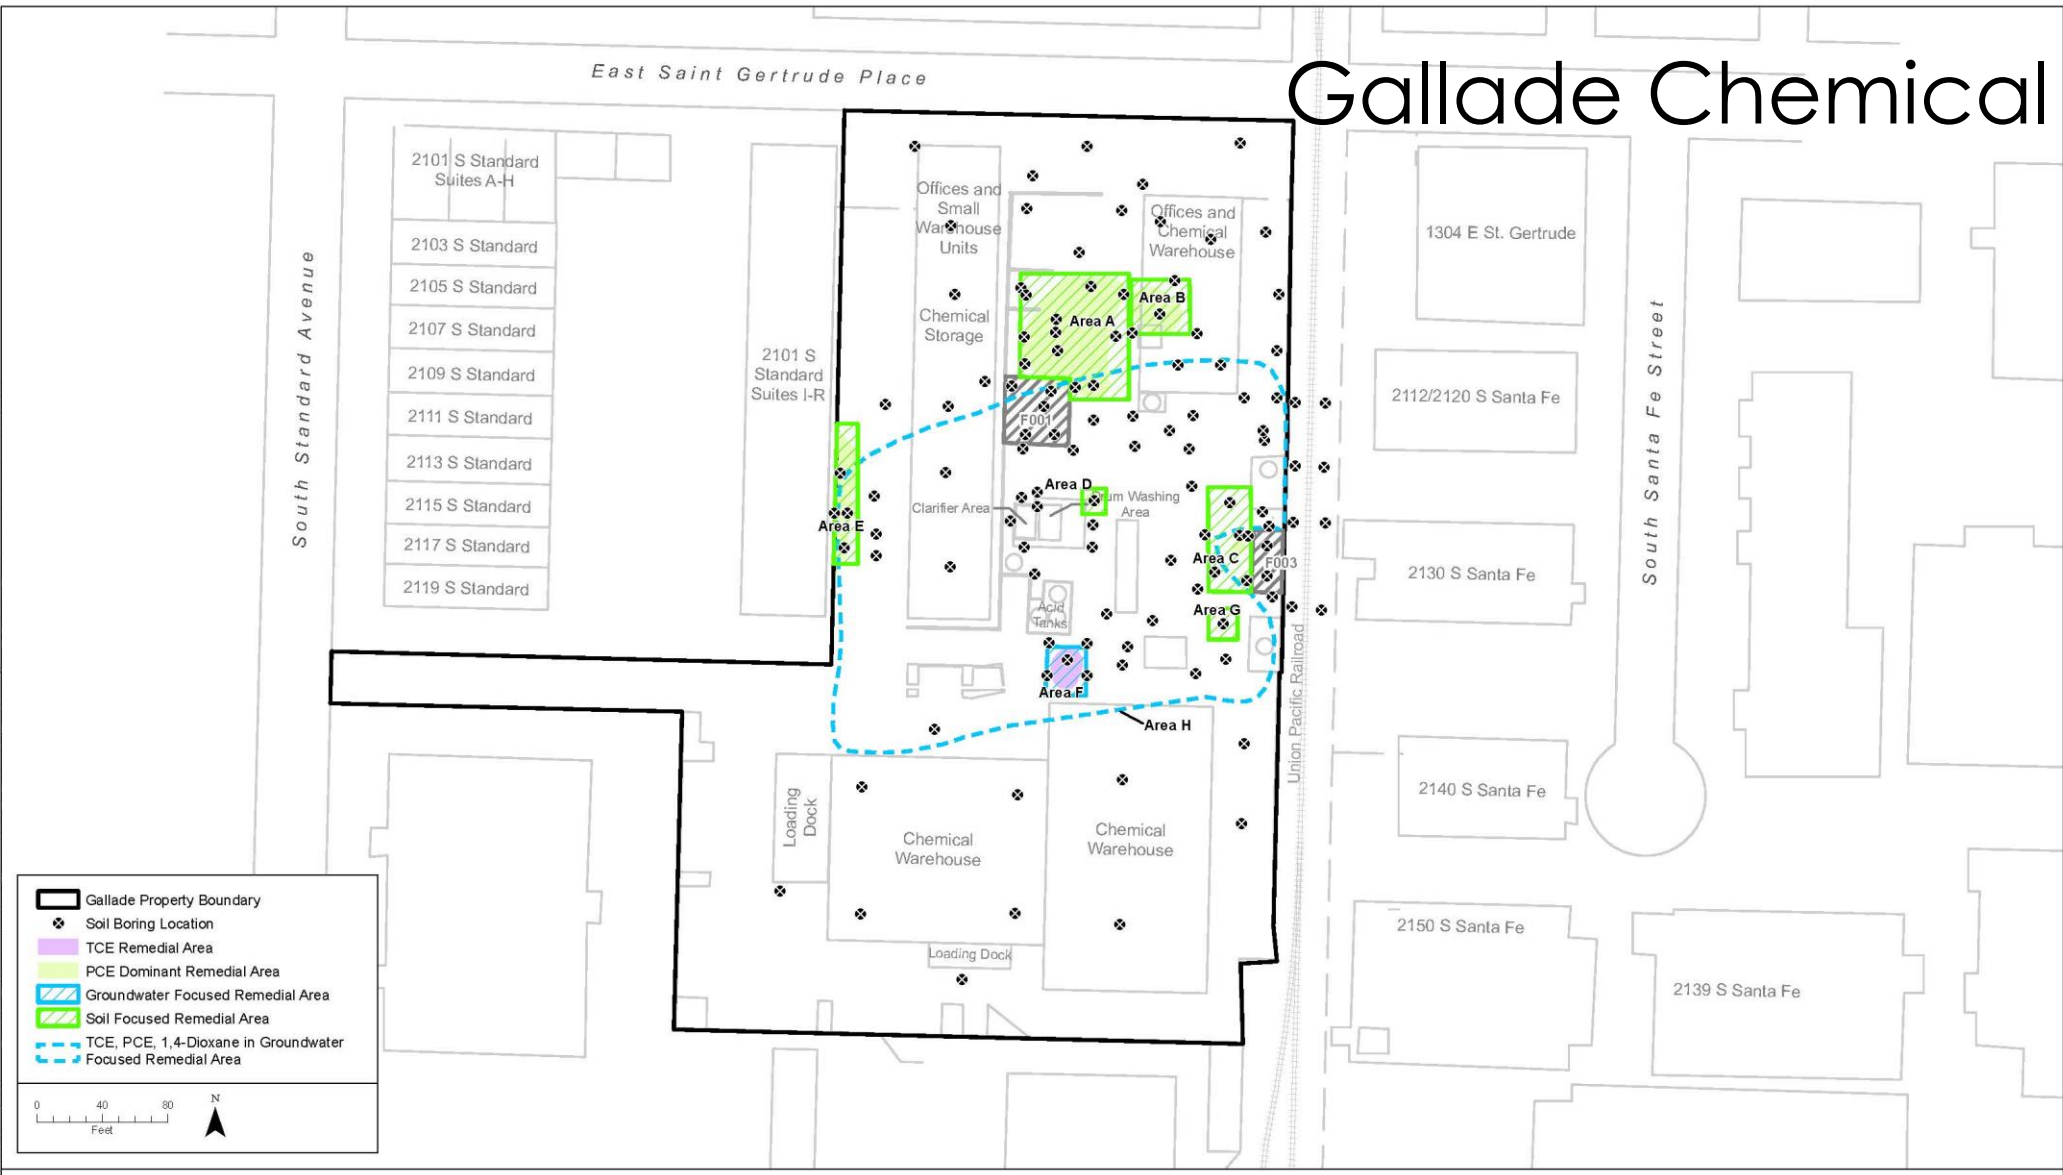 Gallade Chemical
East Saint Gertrude Place
South Standard Avenue
2101 S Standard
Suites A-H
2103 S Standard
2105 S Standard
2107 S Standard
2109 S Standard
2111 S Standard
2113 S Standard
2115 S Standard
2117 S Standard
2119 S Standard
2101 S
Standard
Suites I-R
Offices and
Small
Warehouse
Units
Chemical
Storage
Offices and
Chemical
Warehouse
Area A
Area B
F001
Area D
Drum Washing
Area
Clarifier Area
Area E
Area C
F003
Area G
Acid
Tanks
Area F
Area H
Loading
Dock
Chemical
Warehouse
Chemical
Warehouse
Loading Dock
Union Pacific Railroad
1304 E St. Gertrude
2112/2120 S Santa Fe
2130 S Santa Fe
2140 S Santa Fe
2150 S Santa Fe
2139 S Santa Fe
South Santa Fe Street
Gallade Property Boundary
Soil Boring Location
TCE Remedial Area
PCE Dominant Remedial Area
Groundwater Focused Remedial Area
Soil Focused Remedial Area
TCE, PCE, 1,4-Dioxane in Groundwater
Focused Remedial Area
0 40 80
Feet
N